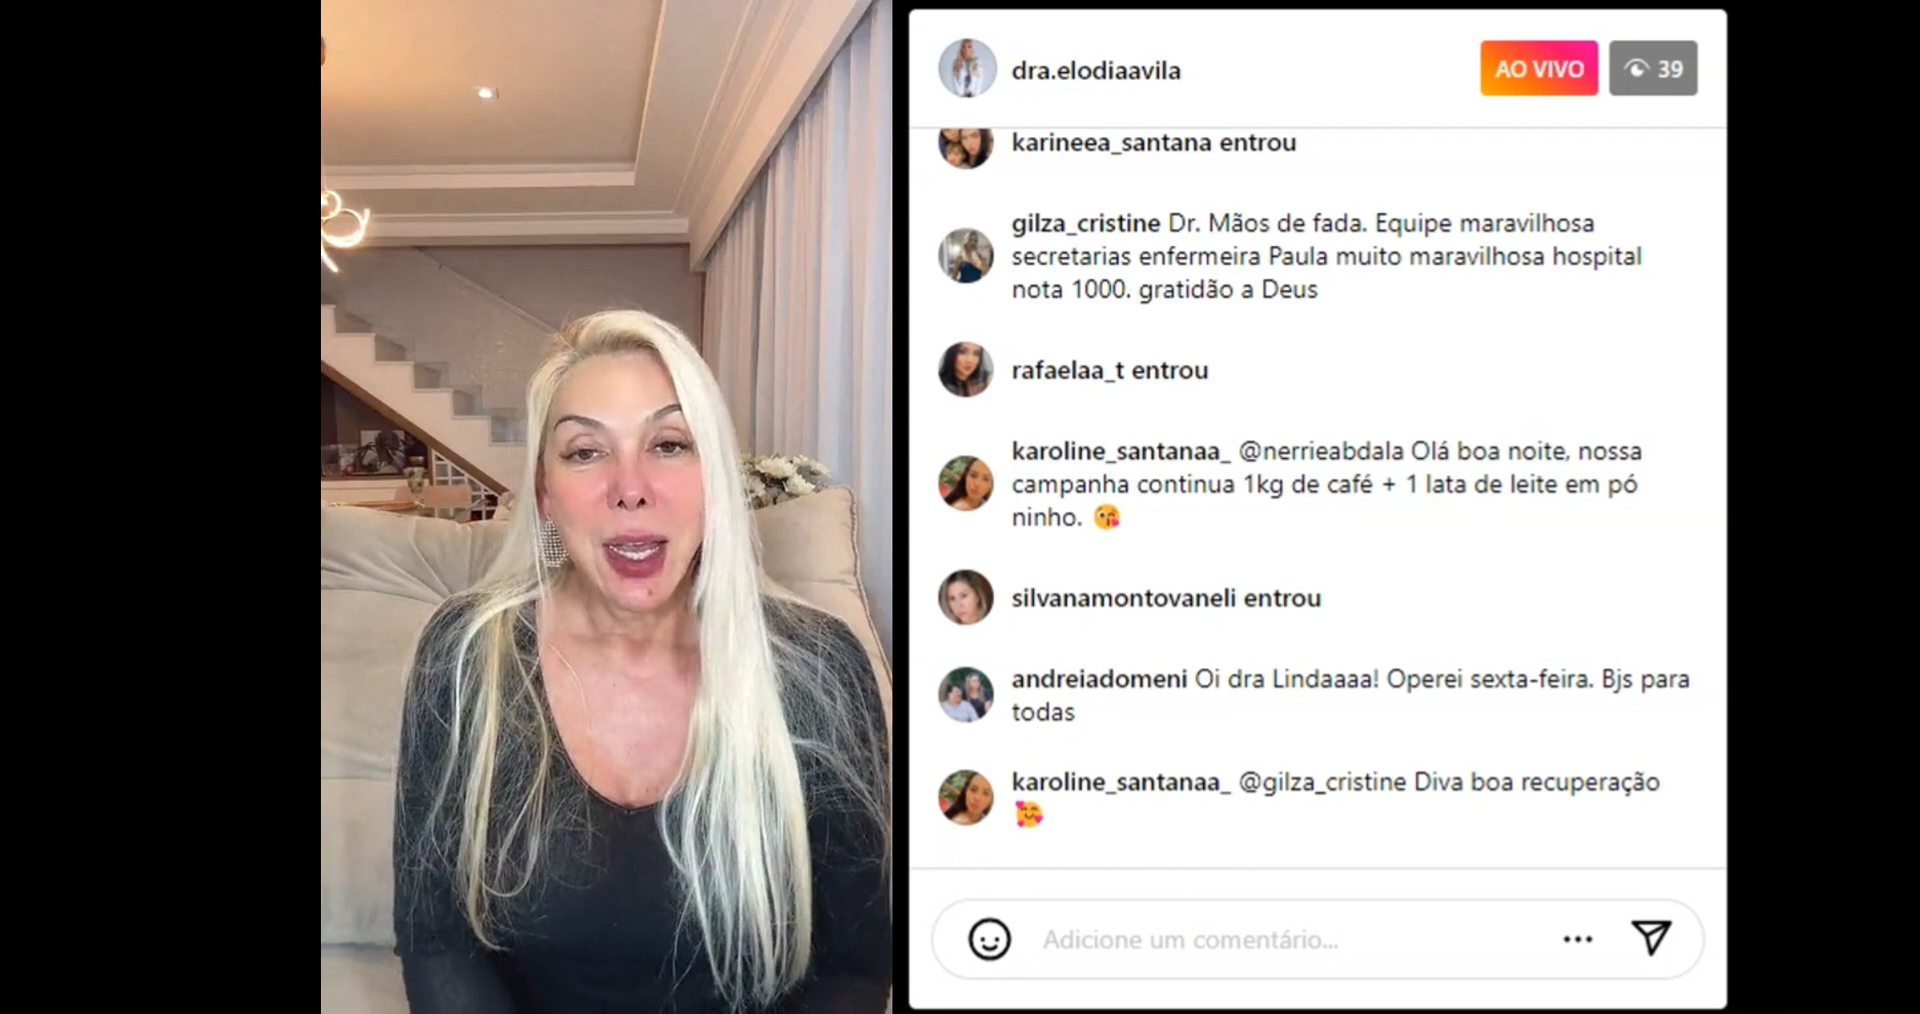 dra.elodiaavila
AO VIVO
39
karineea_santana entrou
gilza_cristine Dr. Mãos de fada. Equipe maravilhosa
secretarias enfermeira Paula muito maravilhosa hospital
nota 1000. gratidão a Deus
rafaelaa_t entrou
karoline_santanaa_ @nerrieabdala Olá boa noite, nossa
campanha continua 1kg de café + 1 lata de leite em pó
ninho. 😘
silvanamontovaneli entrou
andreiadomeni Oi dra Lindaaaa! Operei sexta-feira. Bjs para
todas
karoline_santanaa_ @gilza_cristine Diva boa recuperação
🥰
Adicione um comentário...